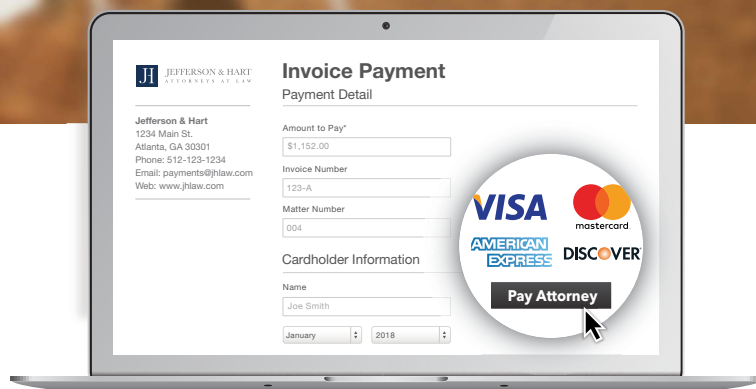 JH
JEFFERSON & HART
ATTORNEYS AT LAW
Jefferson & Hart
1234 Main St.
Atlanta, GA 30301
Phone: 512-123-1234
Email: payments@jhlaw.com
Web: www.jhlaw.com
Invoice Payment
Payment Detail
Amount to Pay*
$1,152.00
Invoice Number
123-A
Matter Number
004
Cardholder Information
Name
Joe Smith
January
2018
VISA
mastercard.
AMERICAN
EXPRESS
DISCOVER
Pay Attorney